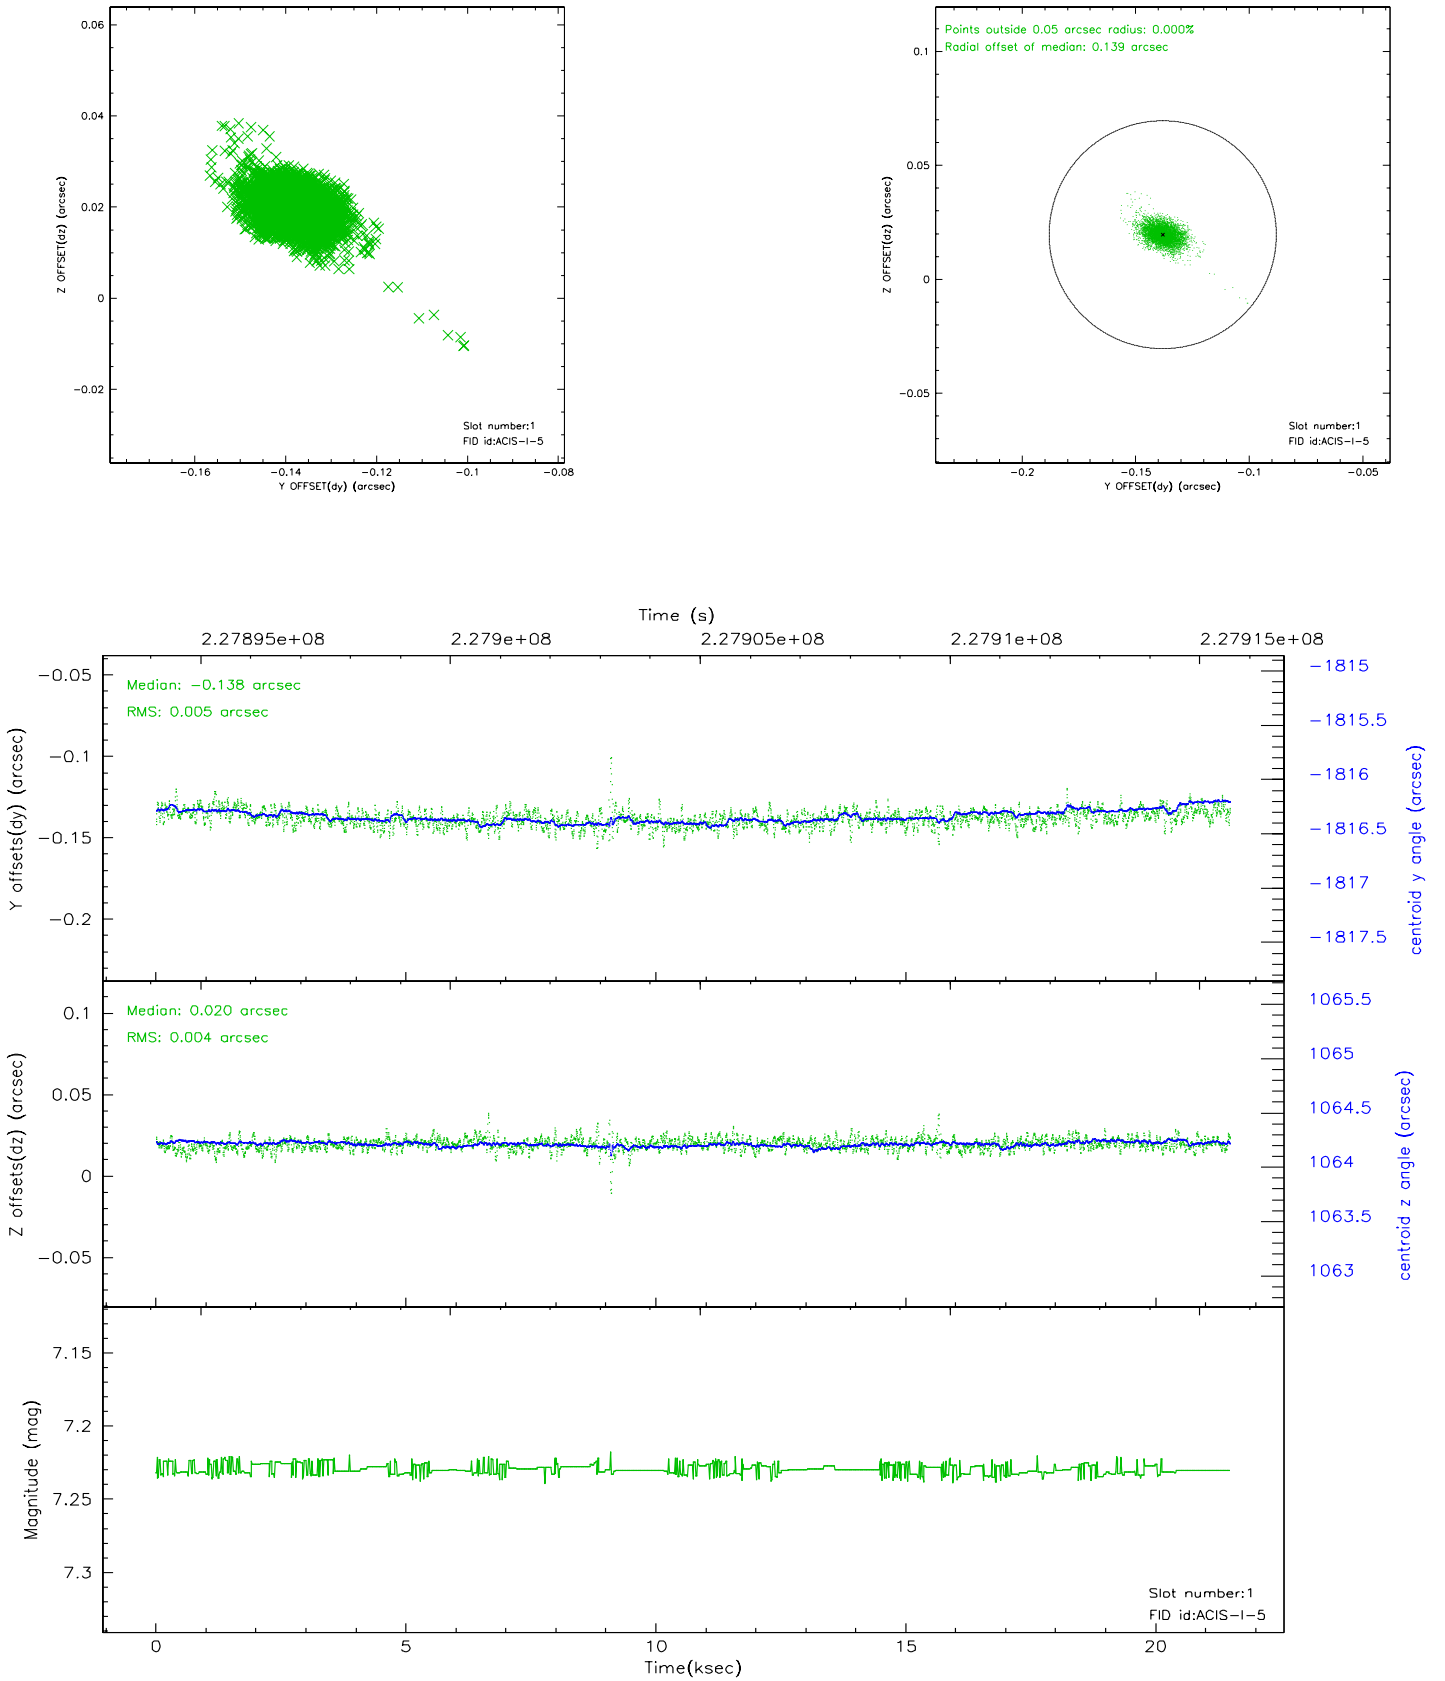 0.06
0.04
0.02
0
−0.02
Z OFFSET(dz) (arcsec)
Slot number:1
FID id:ACIS−I−5
−0.16 −0.14 −0.12 −0.1 −0.08
Y OFFSET(dy) (arcsec)
Points outside 0.05 arcsec radius: 0.000%
Radial offset of median: 0.139 arcsec
0.1
0.05
0
−0.05
Z OFFSET(dz) (arcsec)
Slot number:1
FID id:ACIS−I−5
−0.2 −0.15 −0.1 −0.05
Y OFFSET(dy) (arcsec)
Time (s)
2.27895e+08 2.279e+08 2.27905e+08 2.2791e+08 2.27915e+08
Median: −0.138 arcsec
RMS: 0.005 arcsec
−0.05
−0.1
−0.15
−0.2
Y offsets(dy) (arcsec)
−1815
−1815.5
−1816
−1816.5
−1817
−1817.5
centroid y angle (arcsec)
Median: 0.020 arcsec
RMS: 0.004 arcsec
0.1
0.05
0
−0.05
Z offsets(dz) (arcsec)
1065.5
1065
1064.5
1064
1063.5
1063
centroid z angle (arcsec)
7.15
7.2
7.25
7.3
Magnitude (mag)
Slot number:1
FID id:ACIS−I−5
0 5 10 15 20
Time(ksec)